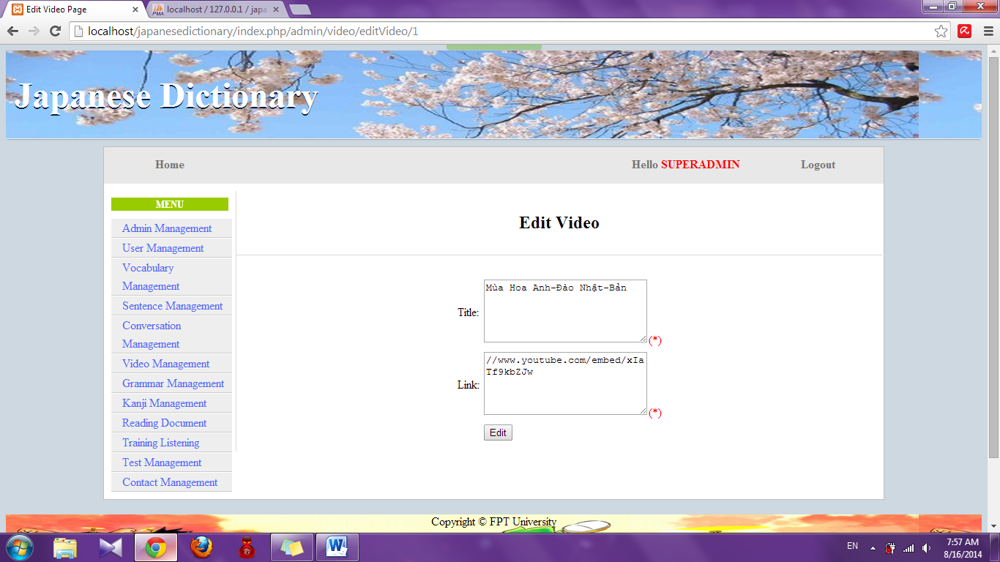 Edit Video Page
localhost / 127.0.0.1 / japa
localhost/japanesedictionary/index.php/admin/video/editVideo/1
Japanese Dictionary
Home
Hello SUPERADMIN
Logout
MENU
Admin Management
User Management
Vocabulary
Management
Sentence Management
Conversation
Management
Video Management
Grammar Management
Kanji Management
Reading Document
Training Listening
Test Management
Contact Management
Edit Video
Title:
Mùa Hoa Anh-Đào Nhật-Bản
(*)
Link:
//www.youtube.com/embed/xIa
Tf9kbZJw
(*)
Edit
Copyright © FPT University
EN
7:57 AM
8/16/2014